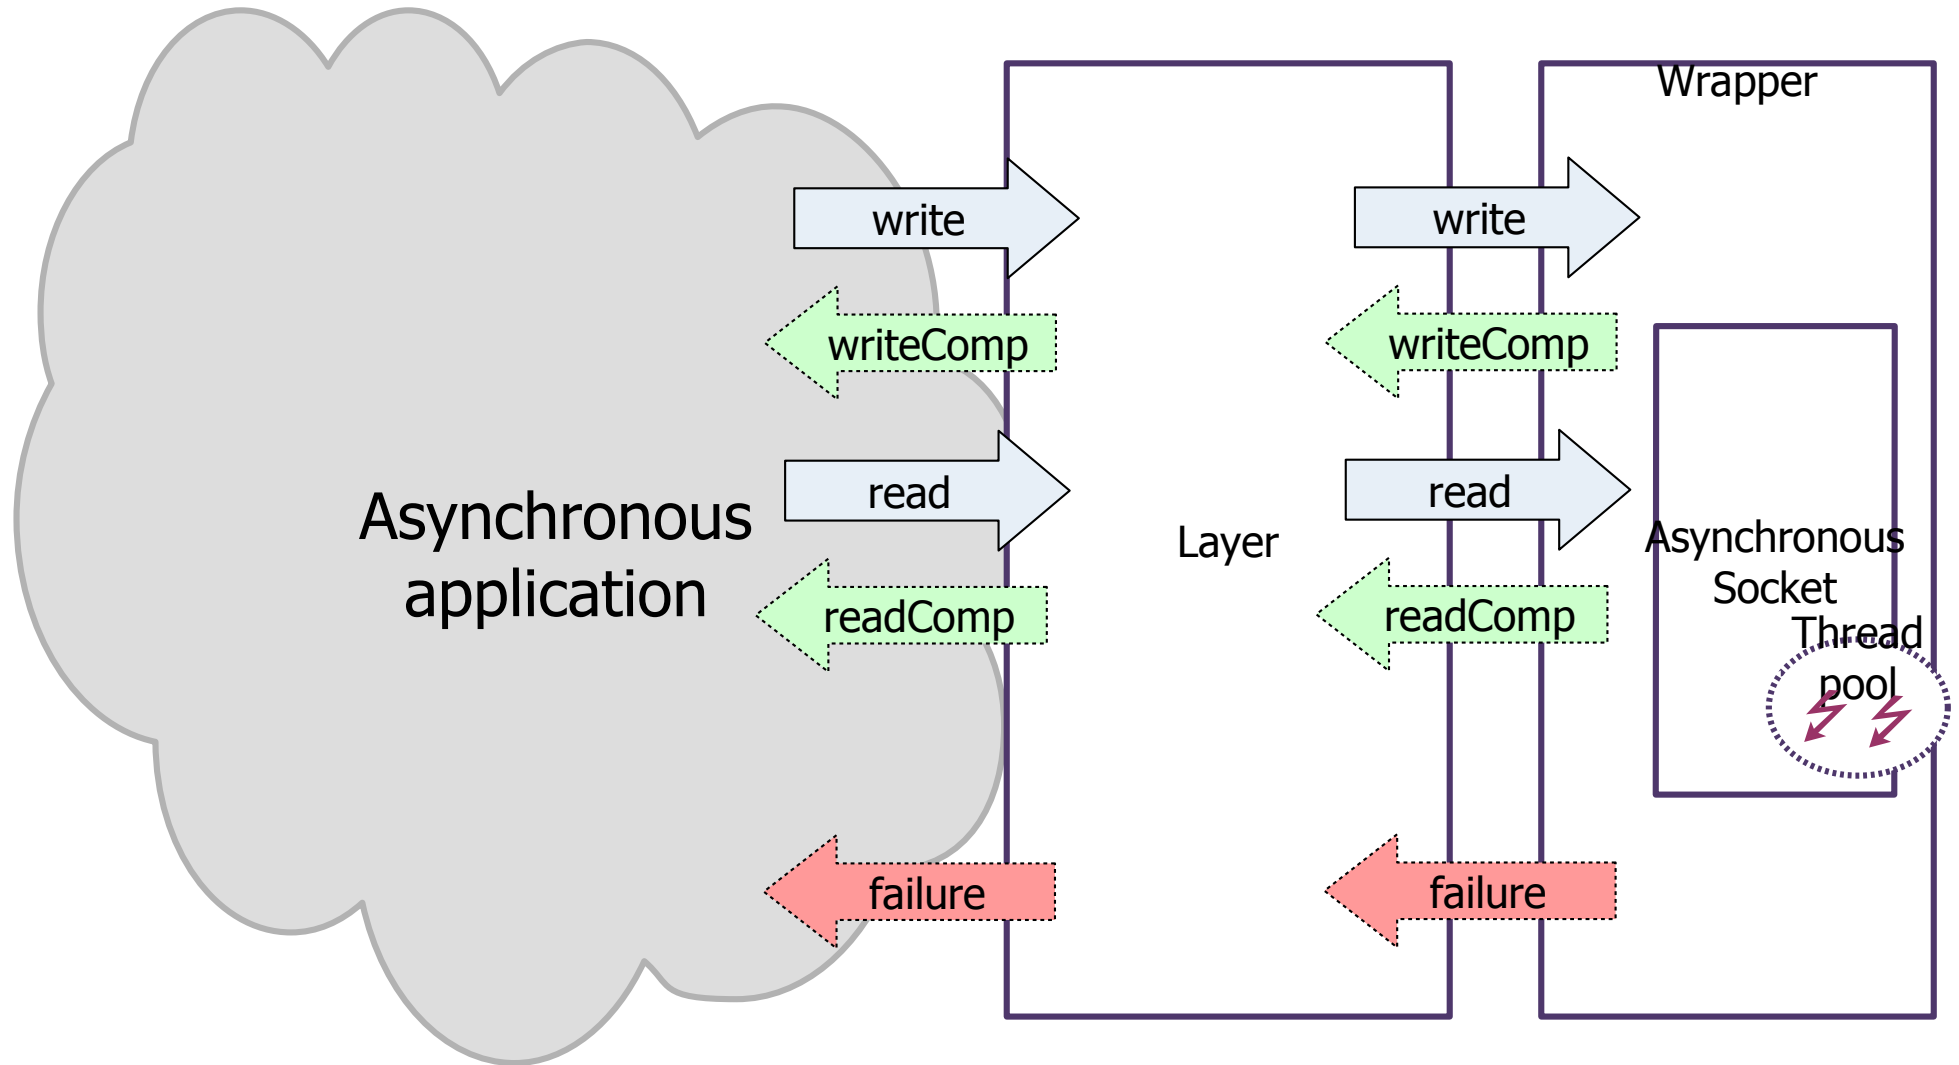 Wrapper
write
write
writeComp
writeComp
read
read
Asynchronous
application
Layer
Asynchronous
Socket
readComp
readComp
Thread
pool
failure
failure